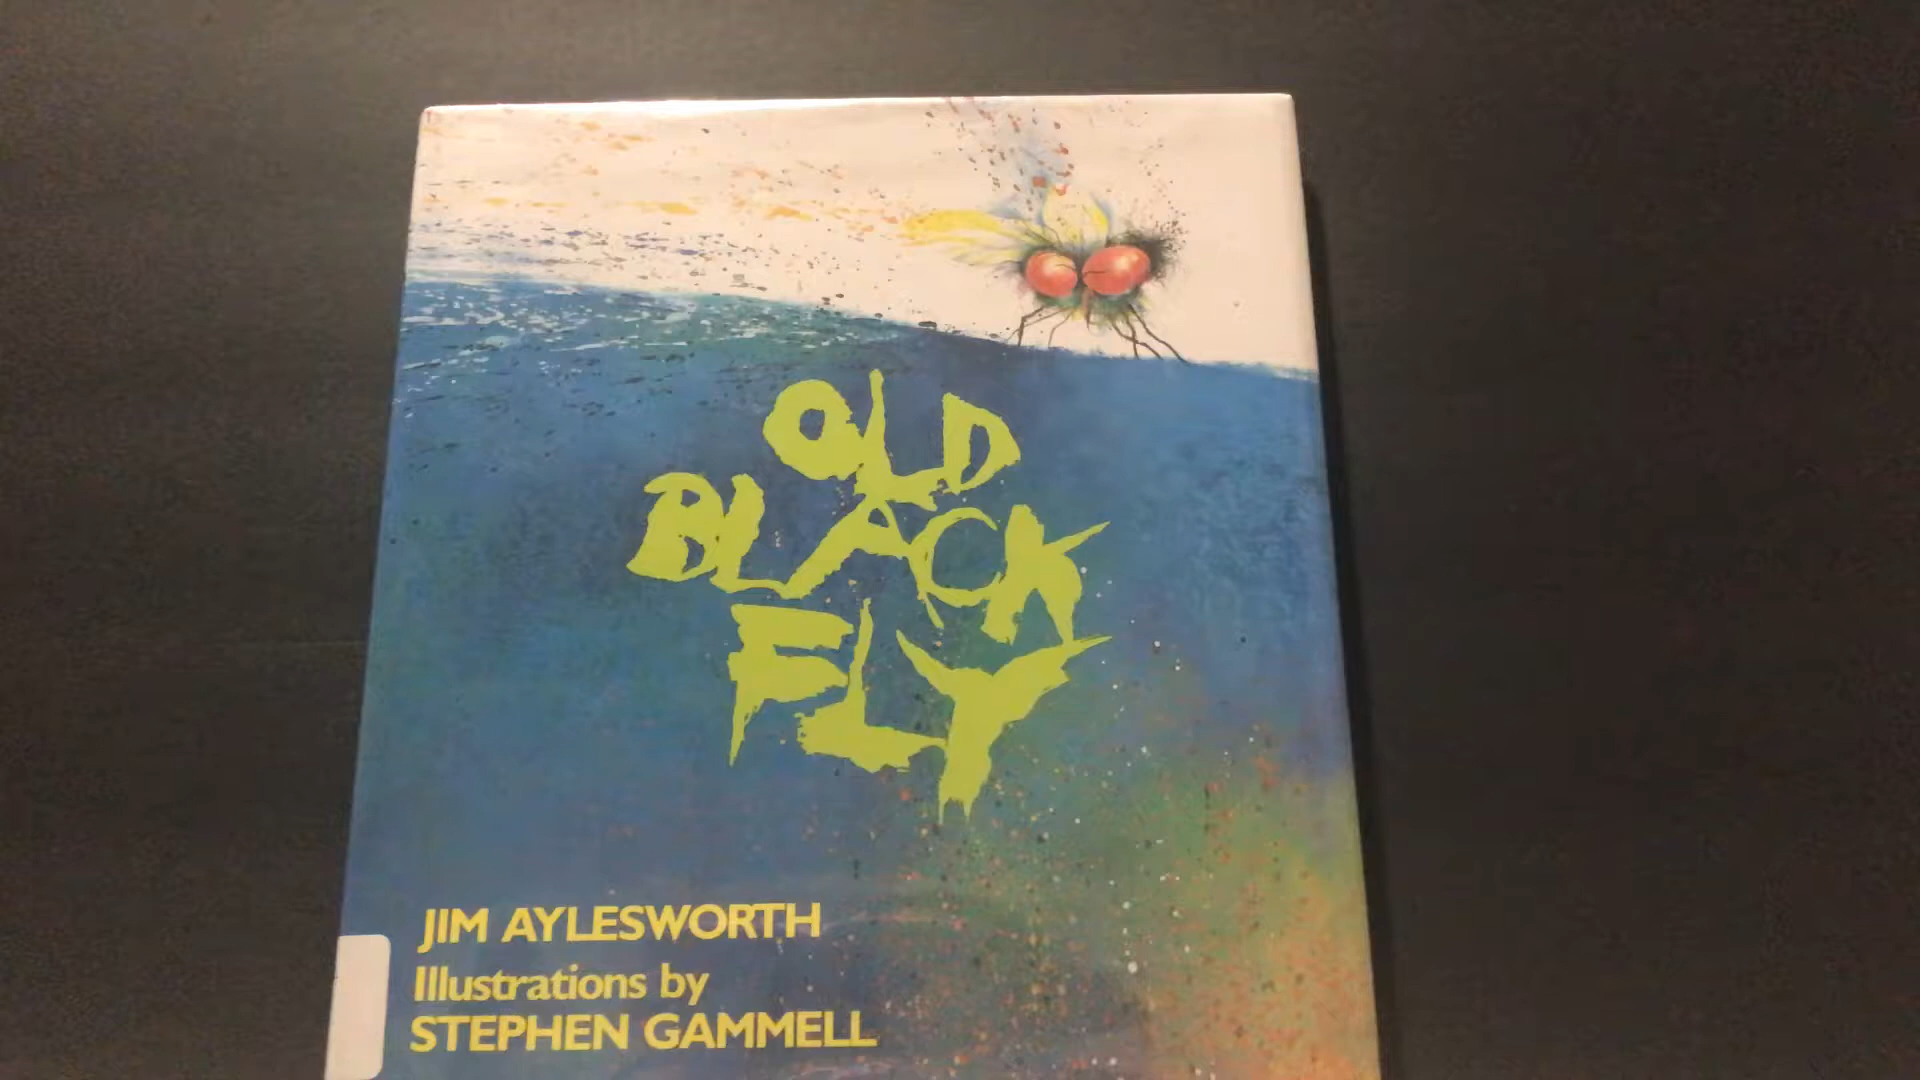 OLD
BLACK
FLY
JIM AYLESWORTH
Illustrations by
STEPHEN GAMMELL